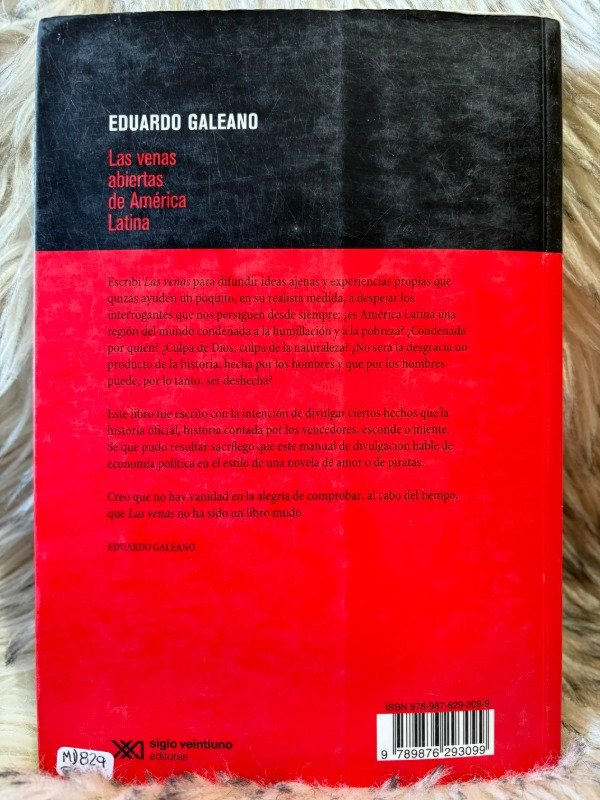 EDUARDO GALEANO
Las venas
abiertas
de América
Latina
Escribí Las venas para difundir ideas ajenas y experiencias propias que
quizás ayuden un poquito, en su realista medida, a despejar los
interrogantes que nos persiguen desde siempre: ¿es América Latina una
región del mundo condenada a la humillación y a la pobreza? ¿Condenada
por quién? ¿Culpa de Dios, culpa de la naturaleza? ¿No será la desgracia un
producto de la historia, hecha por los hombres y que por los hombres
puede, por lo tanto, ser deshecha?
Este libro fue escrito con la intención de divulgar ciertos hechos que la
historia oficial, historia contada por los vencedores, esconde o miente.
Sé que pudo resultar sacrílego que este manual de divulgación hable de
economía política en el estilo de una novela de amor o de piratas.
Creo que no hay vanidad en la alegría de comprobar, al cabo del tiempo,
que Las venas no ha sido un libro mudo.
EDUARDO GALEANO
ISBN 978-987-629-309-9
9 789876 293099
siglo veintiuno
editores
MJ829